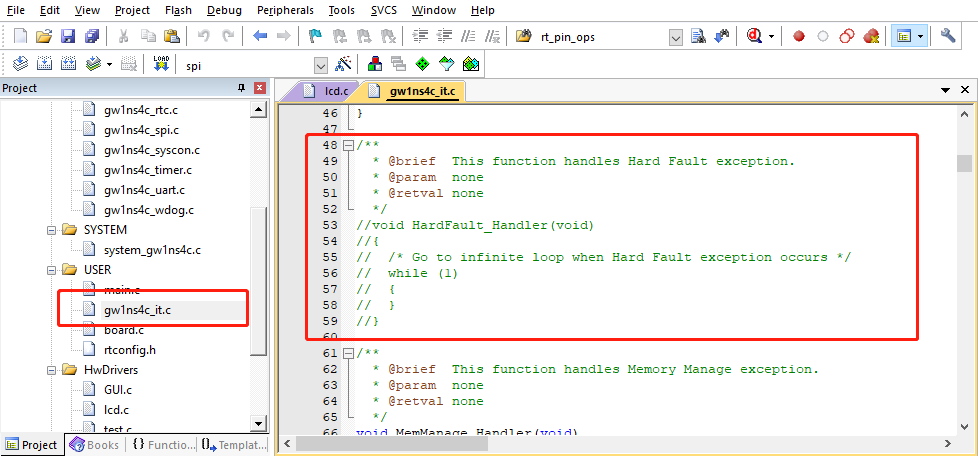 File Edit View Project Flash Debug Peripherals Tools SVCS Window Help
rt_pin_ops
LOAD spi
Project
gw1ns4c_rtc.c
gw1ns4c_spi.c
gw1ns4c_syscon.c
gw1ns4c_timer.c
gw1ns4c_uart.c
gw1ns4c_wdog.c
SYSTEM
system_gw1ns4c.c
USER
main.c
gw1ns4c_it.c
board.c
rtconfig.h
HwDrivers
GUI.c
lcd.c
test.c
Project Books {} Functio... Templat...
lcd.c gw1ns4c_it.c
46 }
47
48 /**
49 * @brief This function handles Hard Fault exception.
50 * @param none
51 * @retval none
52 */
53 //void HardFault_Handler(void)
54 //{
55 // /* Go to infinite loop when Hard Fault exception occurs */
56 // while (1)
57 // {
58 // }
59 //}
60
61 /**
62 * @brief This function handles Memory Manage exception.
63 * @param none
64 * @retval none
65 */
66 void MemManage_Handler(void)